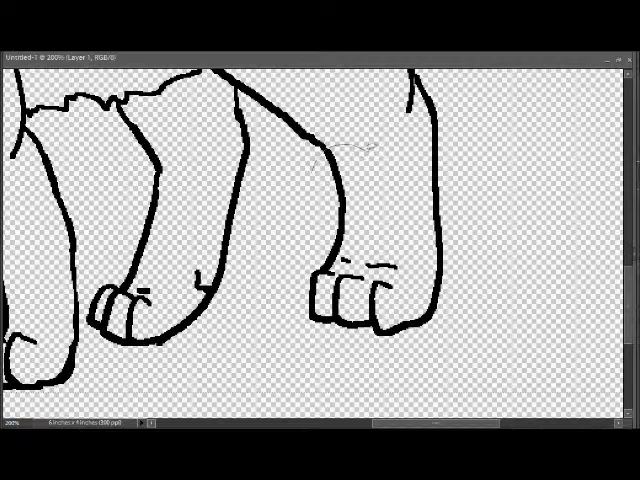 Untitled-1 @ 200% (Layer 1, RGB/8)
200%
6 inches x 4 inches (300 ppi)